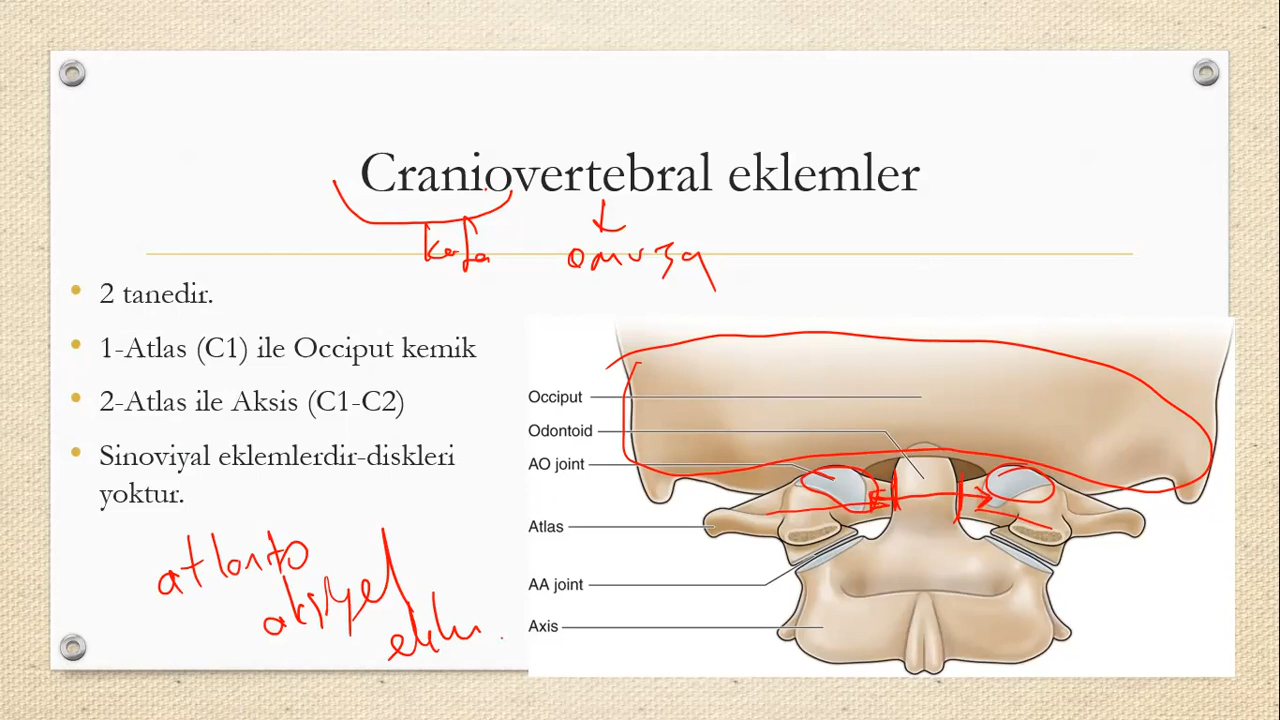 Craniovertebral eklemler
kafa omurga
• 2 tanedir.
• 1-Atlas (C1) ile Occiput kemik
• 2-Atlas ile Aksis (C1-C2)
• Sinoviyal eklemlerdir-diskleri
yoktur.
atlanto
aksiyel
Occiput
Odontoid
AO joint
Atlas
AA joint
Axis